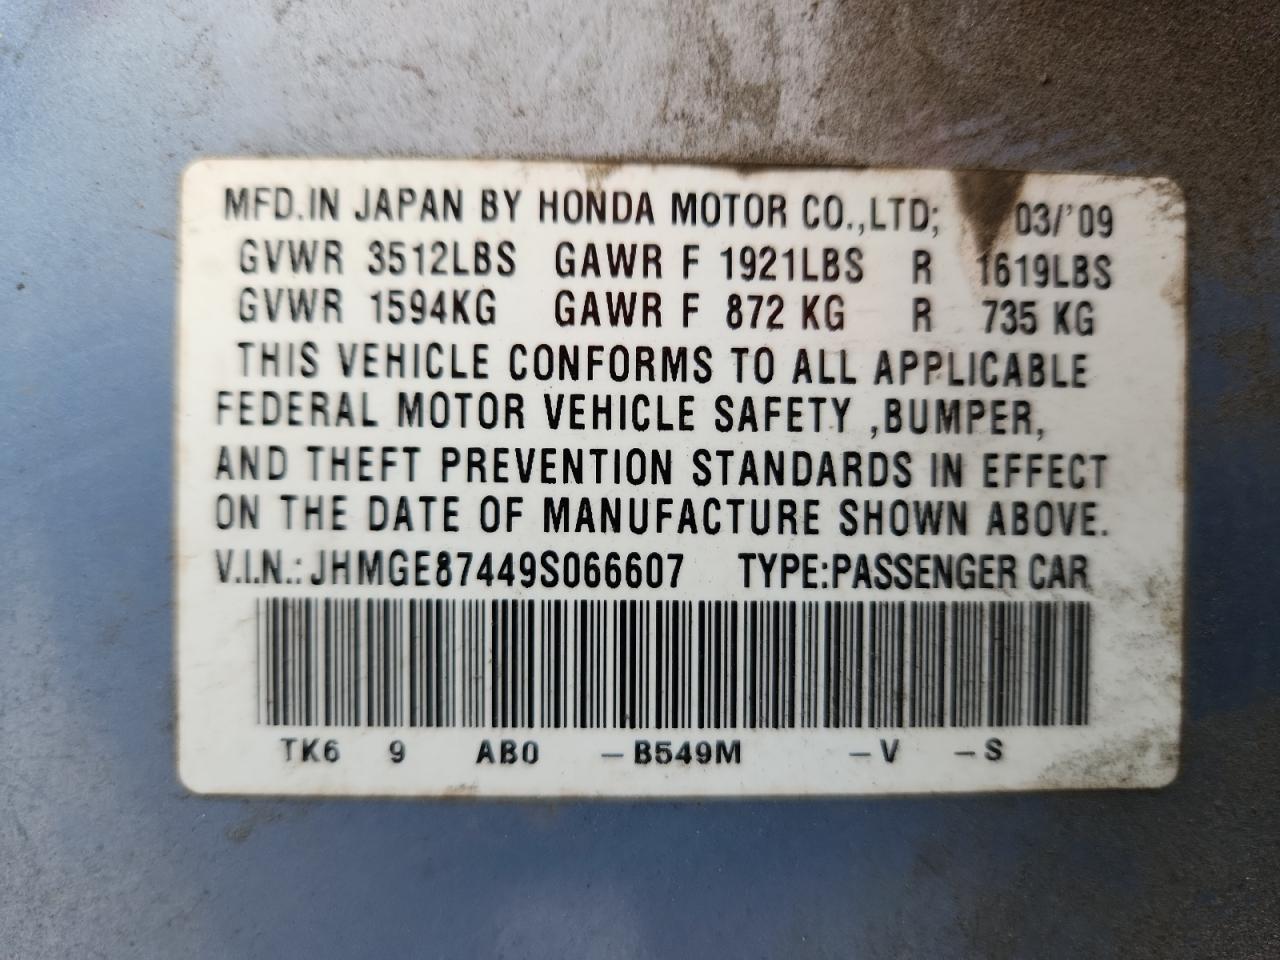 MFD.IN JAPAN BY HONDA MOTOR CO.,LTD; 03/'09
GVWR 3512LBS GAWR F 1921LBS R 1619LBS
GVWR 1594KG GAWR F 872 KG R 735 KG
THIS VEHICLE CONFORMS TO ALL APPLICABLE
FEDERAL MOTOR VEHICLE SAFETY ,BUMPER,
AND THEFT PREVENTION STANDARDS IN EFFECT
ON THE DATE OF MANUFACTURE SHOWN ABOVE.
V.I.N.: JHMGE87449S066607 TYPE:PASSENGER CAR
TK6 9 AB0 -B549M -V -S